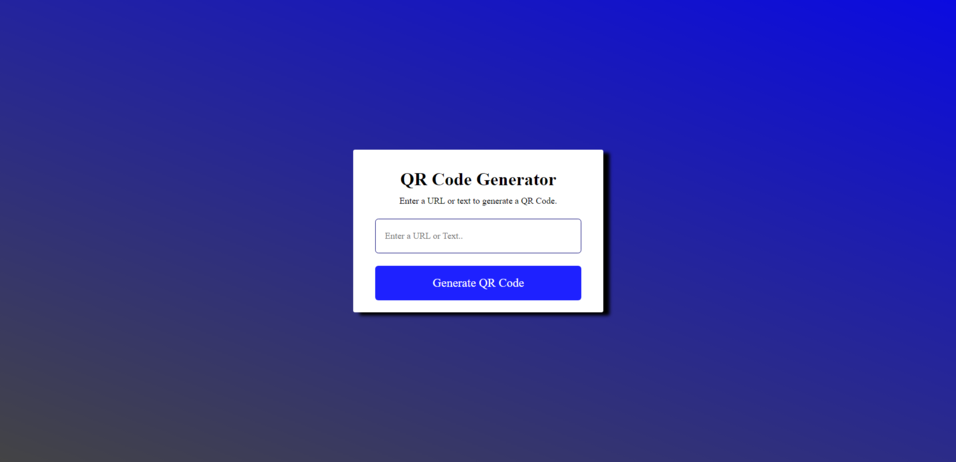 QR Code Generator
Enter a URL or text to generate a QR Code.
Enter a URL or Text..
Generate QR Code